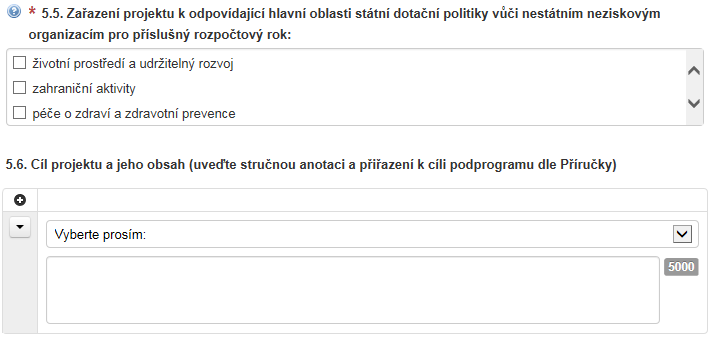 * 5.5. Zařazení projektu k odpovídající hlavní oblasti státní dotační politiky vůči nestátním neziskovým
organizacím pro příslušný rozpočtový rok:
životní prostředí a udržitelný rozvoj
zahraniční aktivity
péče o zdraví a zdravotní prevence
5.6. Cíl projektu a jeho obsah (uveďte stručnou anotaci a přiřazení k cíli podprogramu dle Příručky)
Vyberte prosím:
5000